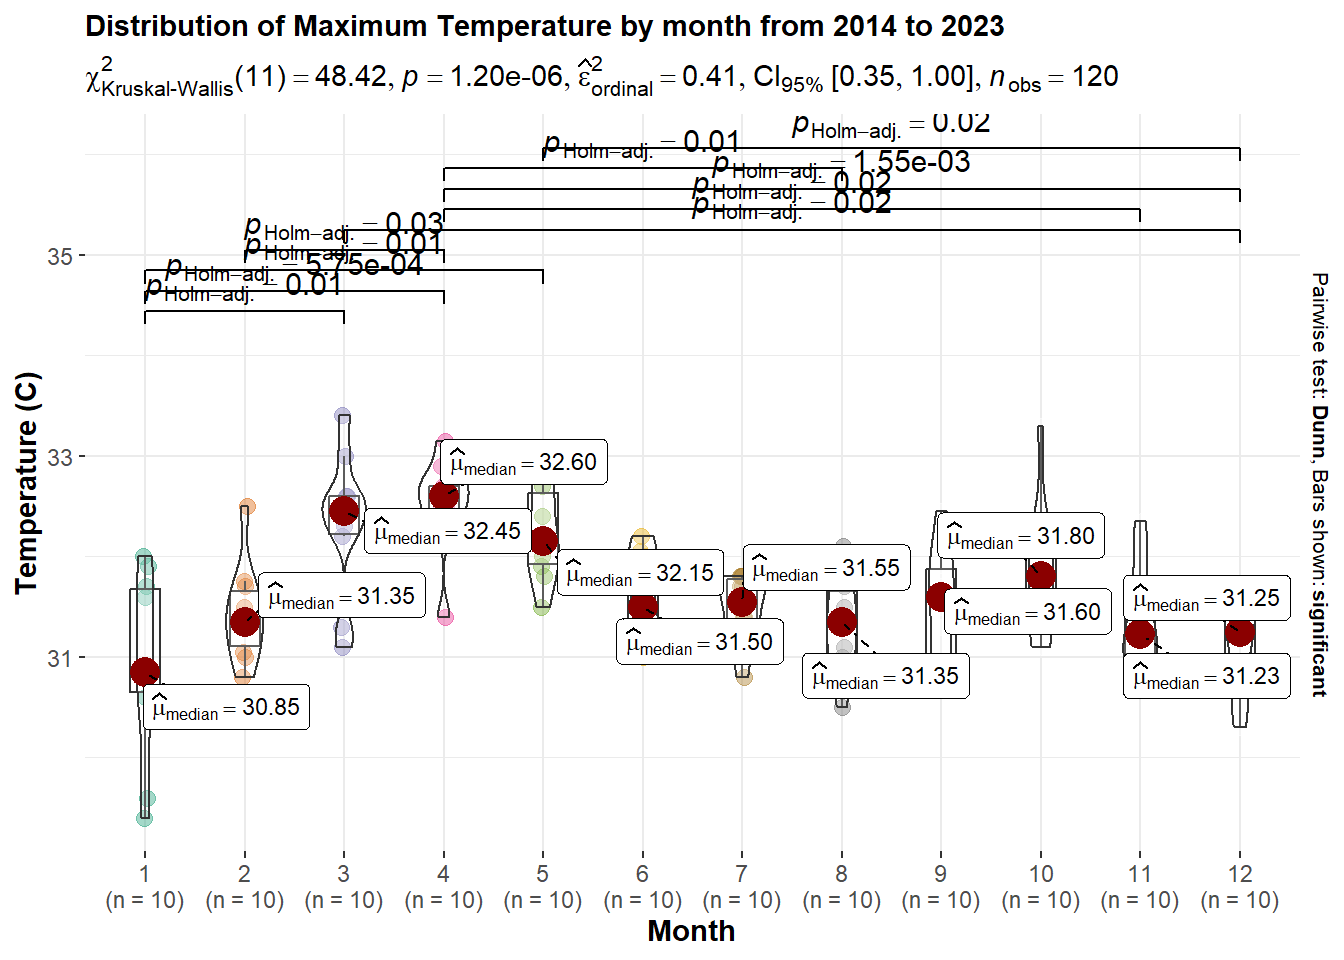 Distribution of Maximum Temperature by month from 2014 to 2023
χ²Kruskal-Wallis(11) = 48.42, p = 1.20e-06, ε̂²ordinal = 0.41, CI95% [0.35, 1.00], nobs = 120
pHolm−adj. = 0.02
pHolm−adj. = 0.01
pHolm−adj. = 1.55e-03
pHolm−adj. = 0.02
pHolm−adj. = 0.02
pHolm−adj. = 0.03
pHolm−adj. = 0.01
pHolm−adj. = 5.75e-04
pHolm−adj. = 0.01
35
33
31
Temperature (C)
μ̂median = 30.85
μ̂median = 31.35
μ̂median = 32.45
μ̂median = 32.60
μ̂median = 32.15
μ̂median = 31.50
μ̂median = 31.55
μ̂median = 31.35
μ̂median = 31.60
μ̂median = 31.80
μ̂median = 31.23
μ̂median = 31.25
Pairwise test: Dunn, Bars shown: significant
1 2 3 4 5 6 7 8 9 10 11 12
(n = 10) (n = 10) (n = 10) (n = 10) (n = 10) (n = 10) (n = 10) (n = 10) (n = 10) (n = 10) (n = 10) (n = 10)
Month